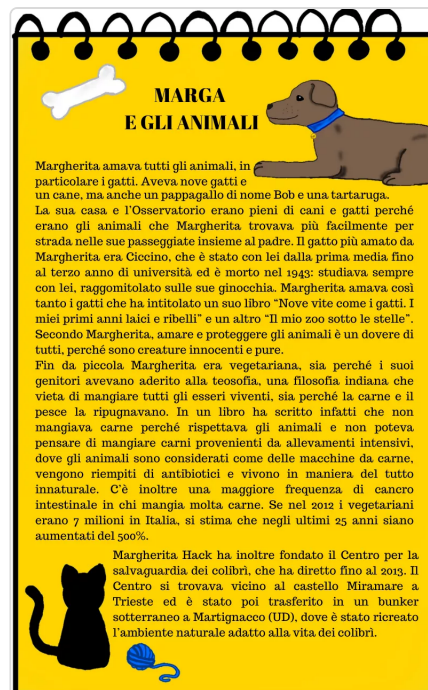 MARGA
E GLI ANIMALI
Margherita amava tutti gli animali, in
particolare i gatti. Aveva nove gatti e
un cane, ma anche un pappagallo di nome Bob e una tartaruga.
La sua casa e l'Osservatorio erano pieni di cani e gatti perché
erano gli animali che Margherita trovava più facilmente per
strada nelle sue passeggiate insieme al padre. Il gatto più amato da
Margherita era Ciccino, che è stato con lei dalla prima media fino
al terzo anno di università ed è morto nel 1943: studiava sempre
con lei, raggomitolato sulle sue ginocchia. Margherita amava così
tanto i gatti che ha intitolato un suo libro "Nove vite come i gatti. I
miei primi anni laici e ribelli" e un altro "Il mio zoo sotto le stelle".
Secondo Margherita, amare e proteggere gli animali è un dovere di
tutti, perché sono creature innocenti e pure.
Fin da piccola Margherita era vegetariana, sia perché i suoi
genitori avevano aderito alla teosofia, una filosofia indiana che
vieta di mangiare tutti gli esseri viventi, sia perché la carne e il
pesce la ripugnavano. In un libro ha scritto infatti che non
mangiava carne perché rispettava gli animali e non poteva
pensare di mangiare carni provenienti da allevamenti intensivi,
dove gli animali sono considerati come delle macchine da carne,
vengono riempiti di antibiotici e vivono in maniera del tutto
innaturale. C'è inoltre una maggiore frequenza di cancro
intestinale in chi mangia molta carne. Se nel 2012 i vegetariani
erano 7 milioni in Italia, si stima che negli ultimi 25 anni siano
aumentati del 500%.
Margherita Hack ha inoltre fondato il Centro per la
salvaguardia dei colibrì, che ha diretto fino al 2013. Il
Centro si trovava vicino al castello Miramare a
Trieste ed è stato poi trasferito in un bunker
sotterraneo a Martignacco (UD), dove è stato ricreato
l'ambiente naturale adatto alla vita dei colibrì.